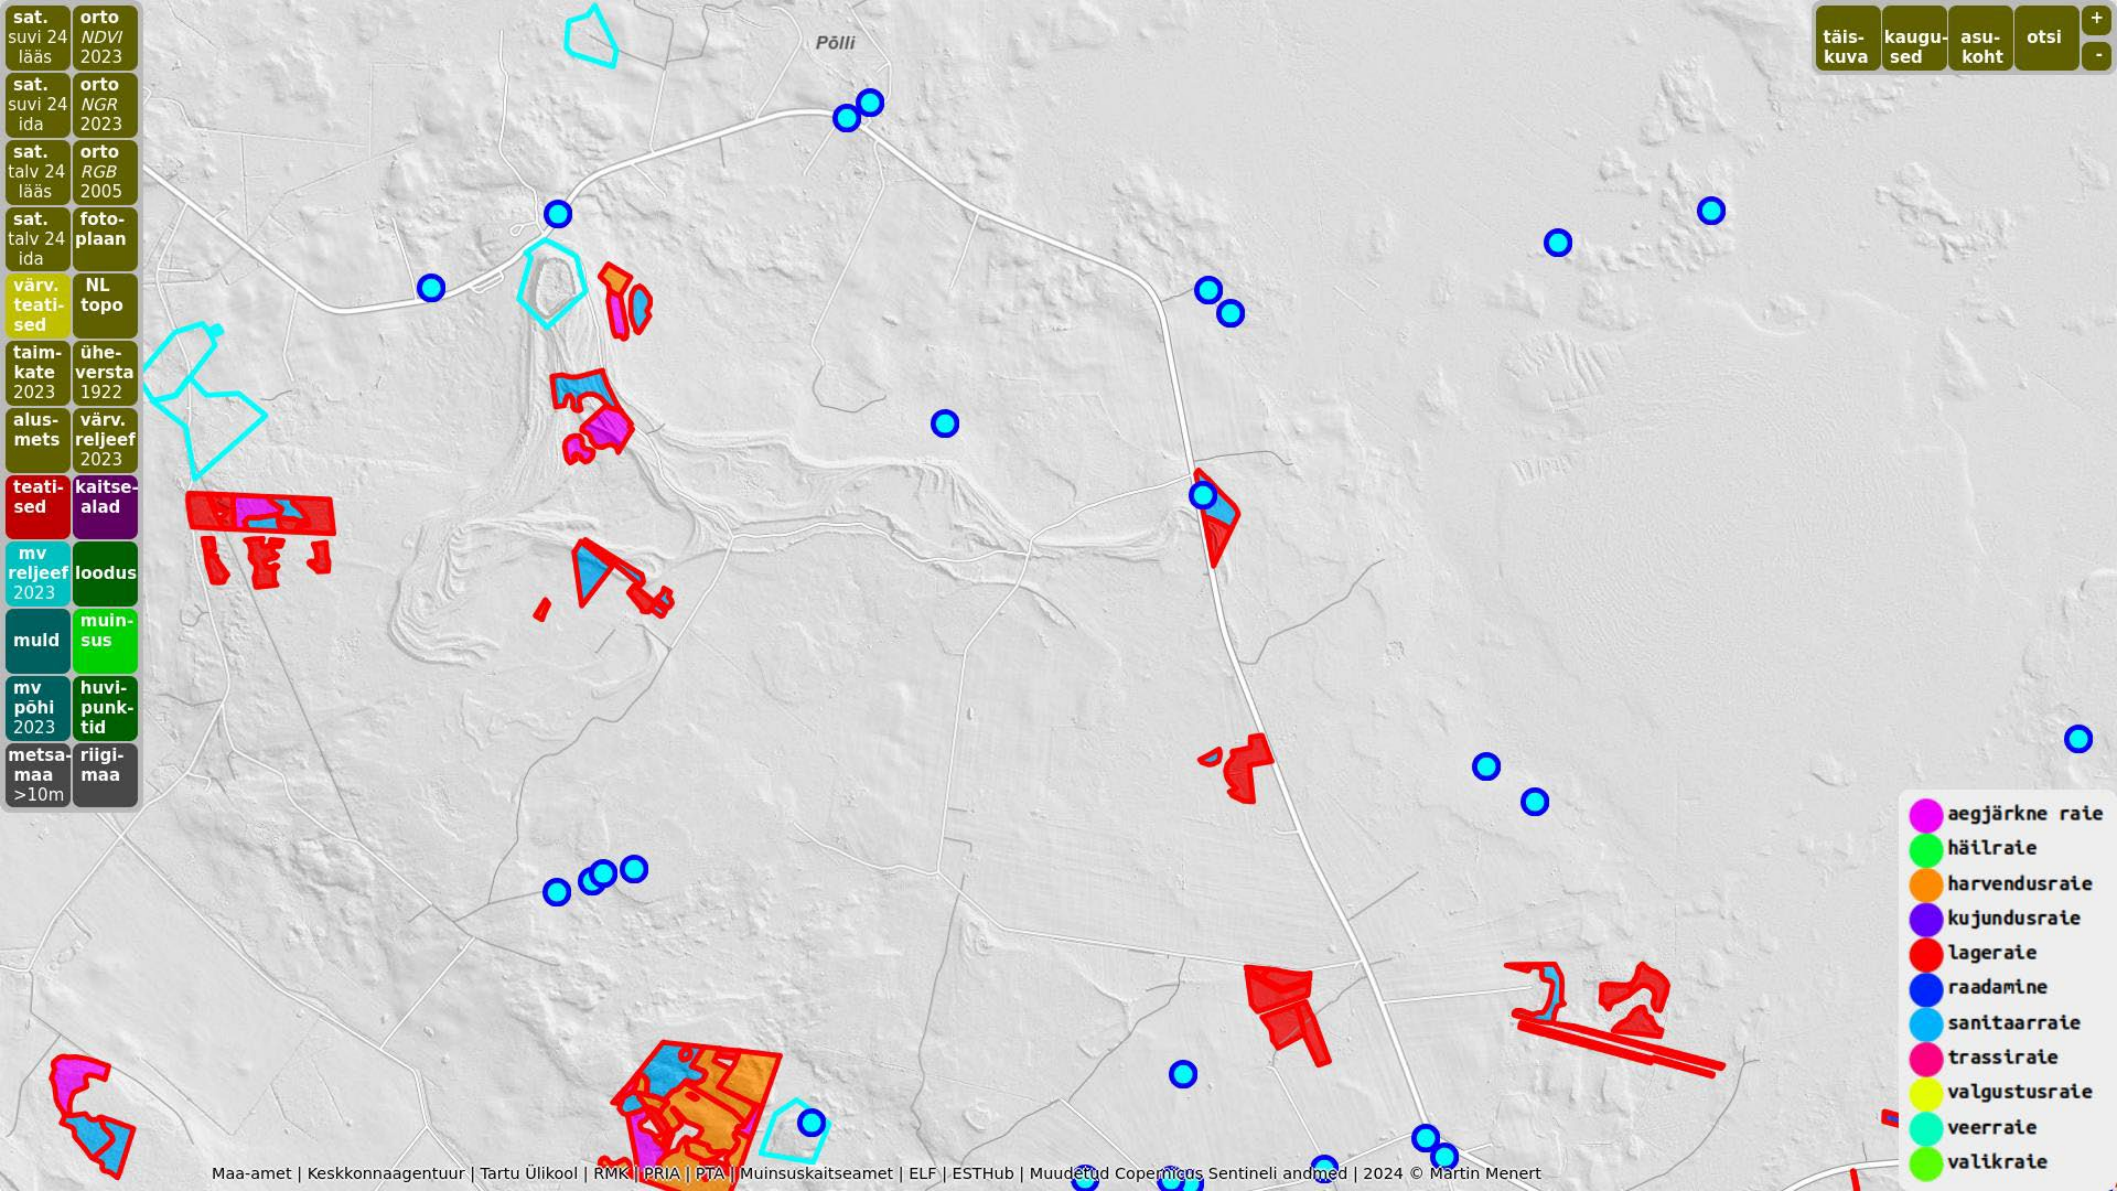 sat.
suvi 24
lääs
orto
NDVI
2023
sat.
suvi 24
ida
orto
NGR
2023
sat.
talv 24
lääs
orto
RGB
2005
sat.
talv 24
ida
foto-
plaan
värv.
teati-
sed
NL
topo
taim-
kate
2023
ühe-
versta
1922
alus-
mets
värv.
reljeef
2023
teati-
sed
kaitse-
alad
mv
reljeef
2023
loodus
muld
muin-
sus
mv
põhi
2023
huvi-
punk-
tid
metsa-
maa
>10m
riigi-
maa
Põlli
täis-
kuva
kaugu-
sed
asu-
koht
otsi
+
-
aegjärkne raie
häilraie
harvendusraie
kujundusraie
lageraie
raadamine
sanitaarraie
trassiraie
valgustusraie
veerraie
valikraie
Maa-amet | Keskkonnaagentuur | Tartu Ülikool | RMK | PRIA | PTA | Muinsuskaitseamet | ELF | ESTHub | Muudetud Copernicus Sentineli andmed | 2024 © Martin Menert